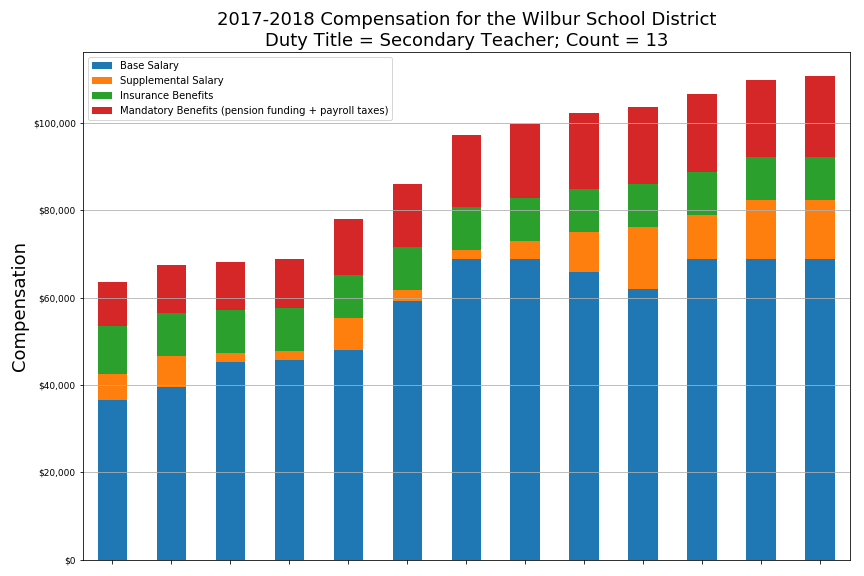 2017-2018 Compensation for the Wilbur School District
Duty Title = Secondary Teacher; Count = 13
Base Salary
Supplemental Salary
Insurance Benefits
Mandatory Benefits (pension funding + payroll taxes)
$100,000
$80,000
$60,000
$40,000
$20,000
$0
Compensation